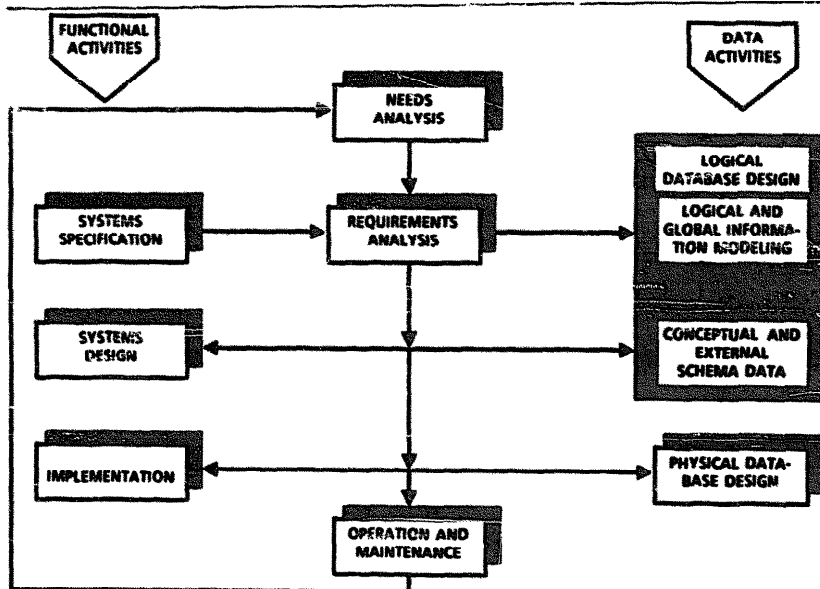 FUNCTIONAL
ACTIVITIES
DATA
ACTIVITIES
NEEDS
ANALYSIS
LOGICAL
DATABASE DESIGN
SYSTEMS
SPECIFICATION
REQUIREMENTS
ANALYSIS
LOGICAL AND
GLOBAL INFORMA-
TION MODELING
SYSTEMS
DESIGN
CONCEPTUAL AND
EXTERNAL
SCHEMA DATA
IMPLEMENTATION
PHYSICAL DATA-
BASE DESIGN
OPERATION AND
MAINTENANCE